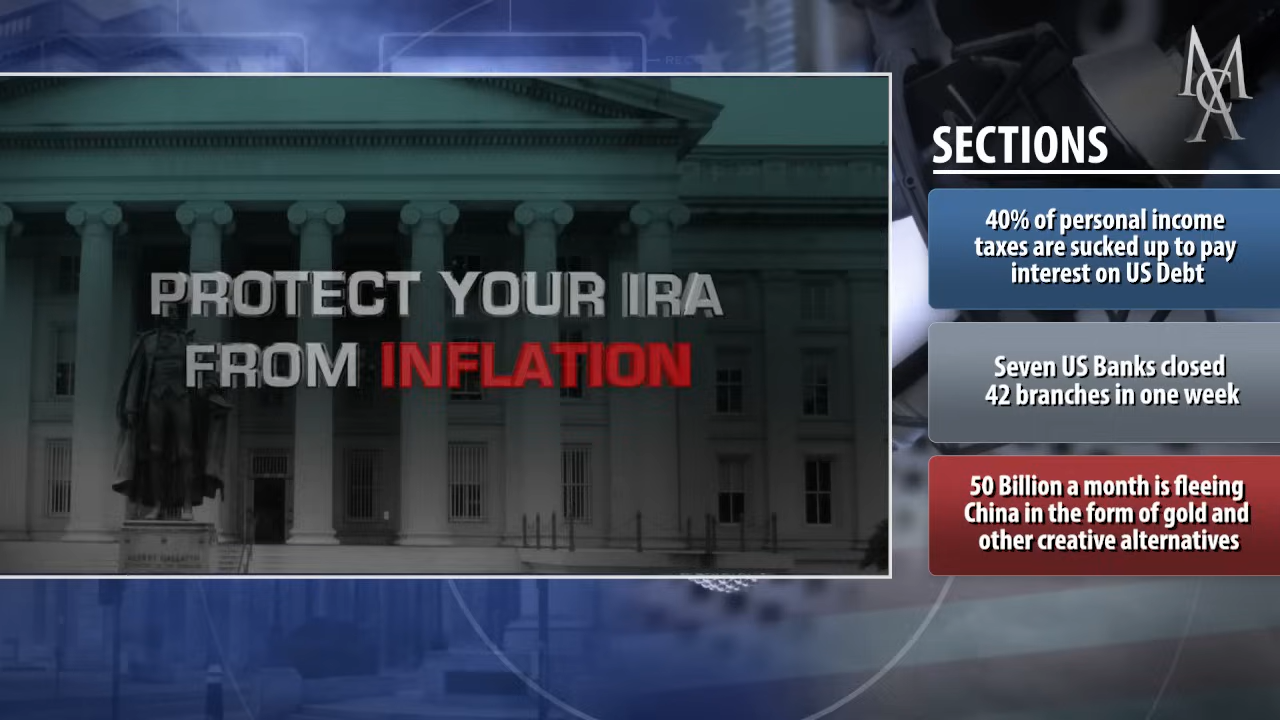 PROTECT YOUR IRA
FROM INFLATION
MCA
SECTIONS
40% of personal income
taxes are sucked up to pay
interest on US Debt
Seven US Banks closed
42 branches in one week
50 Billion a month is fleeing
China in the form of gold and
other creative alternatives